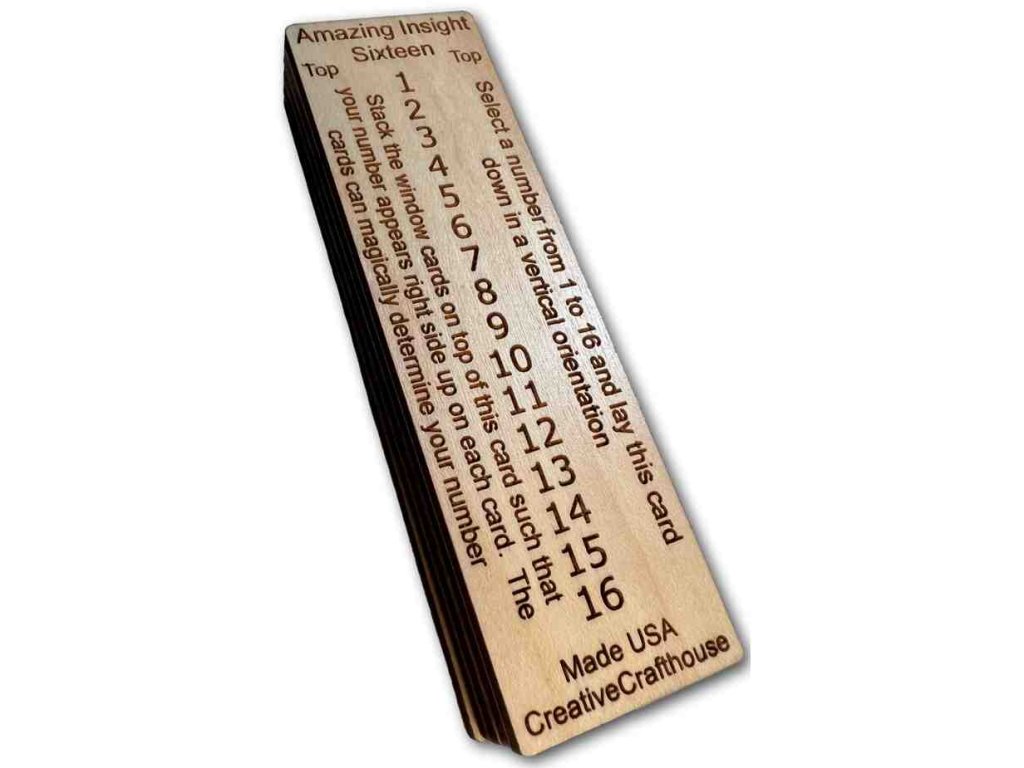 Amazing Insight
Sixteen
Top
Top
1
2
3
4
5
6
7
8
9
10
11
12
13
14
15
16
Select a number from 1 to 16 and lay this card
down in a vertical orientation
Stack the window cards on top of this card such that
your number appears right side up on each card. The
cards can magically determine your number
Made USA
CreativeCrafthouse